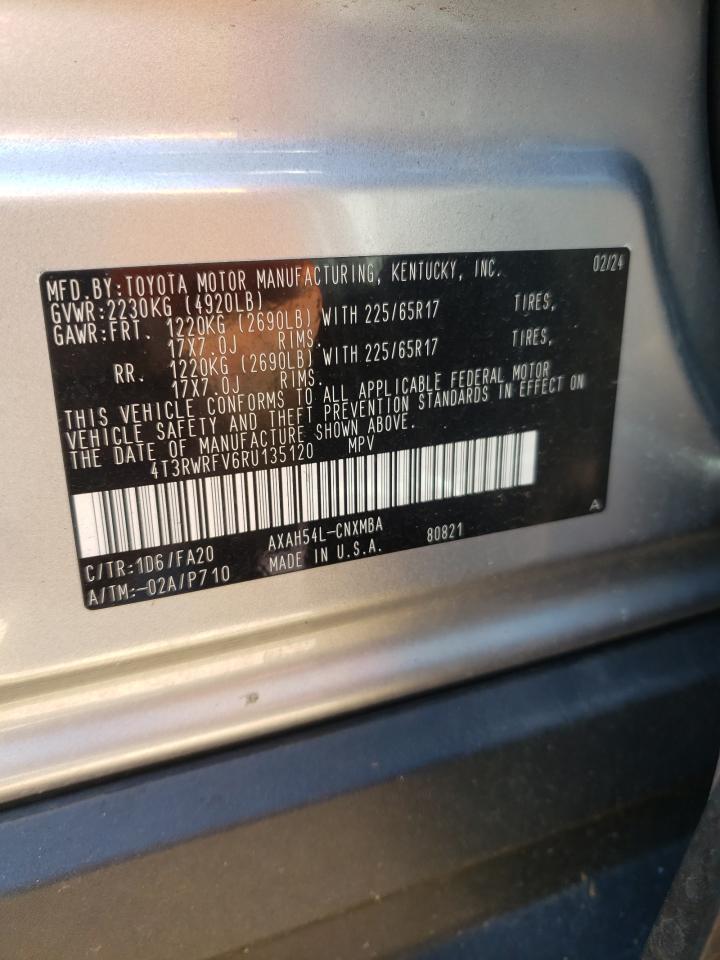 MFD.BY:TOYOTA MOTOR MANUFACTURING, KENTUCKY, INC. 02/24
GVWR:2230KG (4920LB)
GAWR:FRT. 1220KG (2690LB) WITH 225/65R17 TIRES,
17X7.0J RIMS.
RR. 1220KG (2690LB) WITH 225/65R17 TIRES,
17X7.0J RIMS.
THIS VEHICLE CONFORMS TO ALL APPLICABLE FEDERAL MOTOR
VEHICLE SAFETY AND THEFT PREVENTION STANDARDS IN EFFECT ON
THE DATE OF MANUFACTURE SHOWN ABOVE.
4T3RWRFV6RU135120 MPV
A
C/TR:1D6/FA20 AXAH54L-CNXMBA 80821
A/TM:-02A/P710 MADE IN U.S.A.